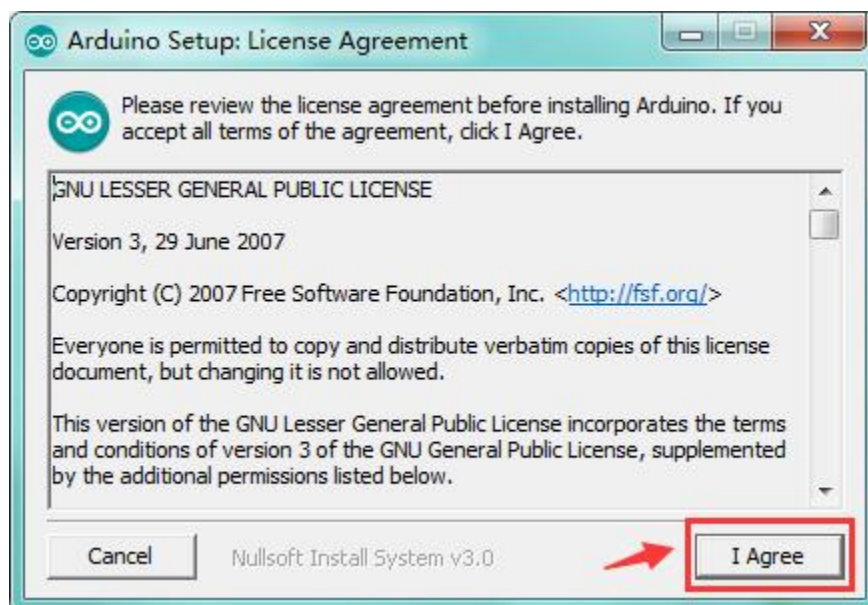 Arduino Setup: License Agreement
Please review the license agreement before installing Arduino. If you
accept all terms of the agreement, click I Agree.
GNU LESSER GENERAL PUBLIC LICENSE
Version 3, 29 June 2007
Copyright (C) 2007 Free Software Foundation, Inc. <http://fsf.org/>
Everyone is permitted to copy and distribute verbatim copies of this license
document, but changing it is not allowed.
This version of the GNU Lesser General Public License incorporates the terms
and conditions of version 3 of the GNU General Public License, supplemented
by the additional permissions listed below.
Cancel
Nullsoft Install System v3.0
I Agree